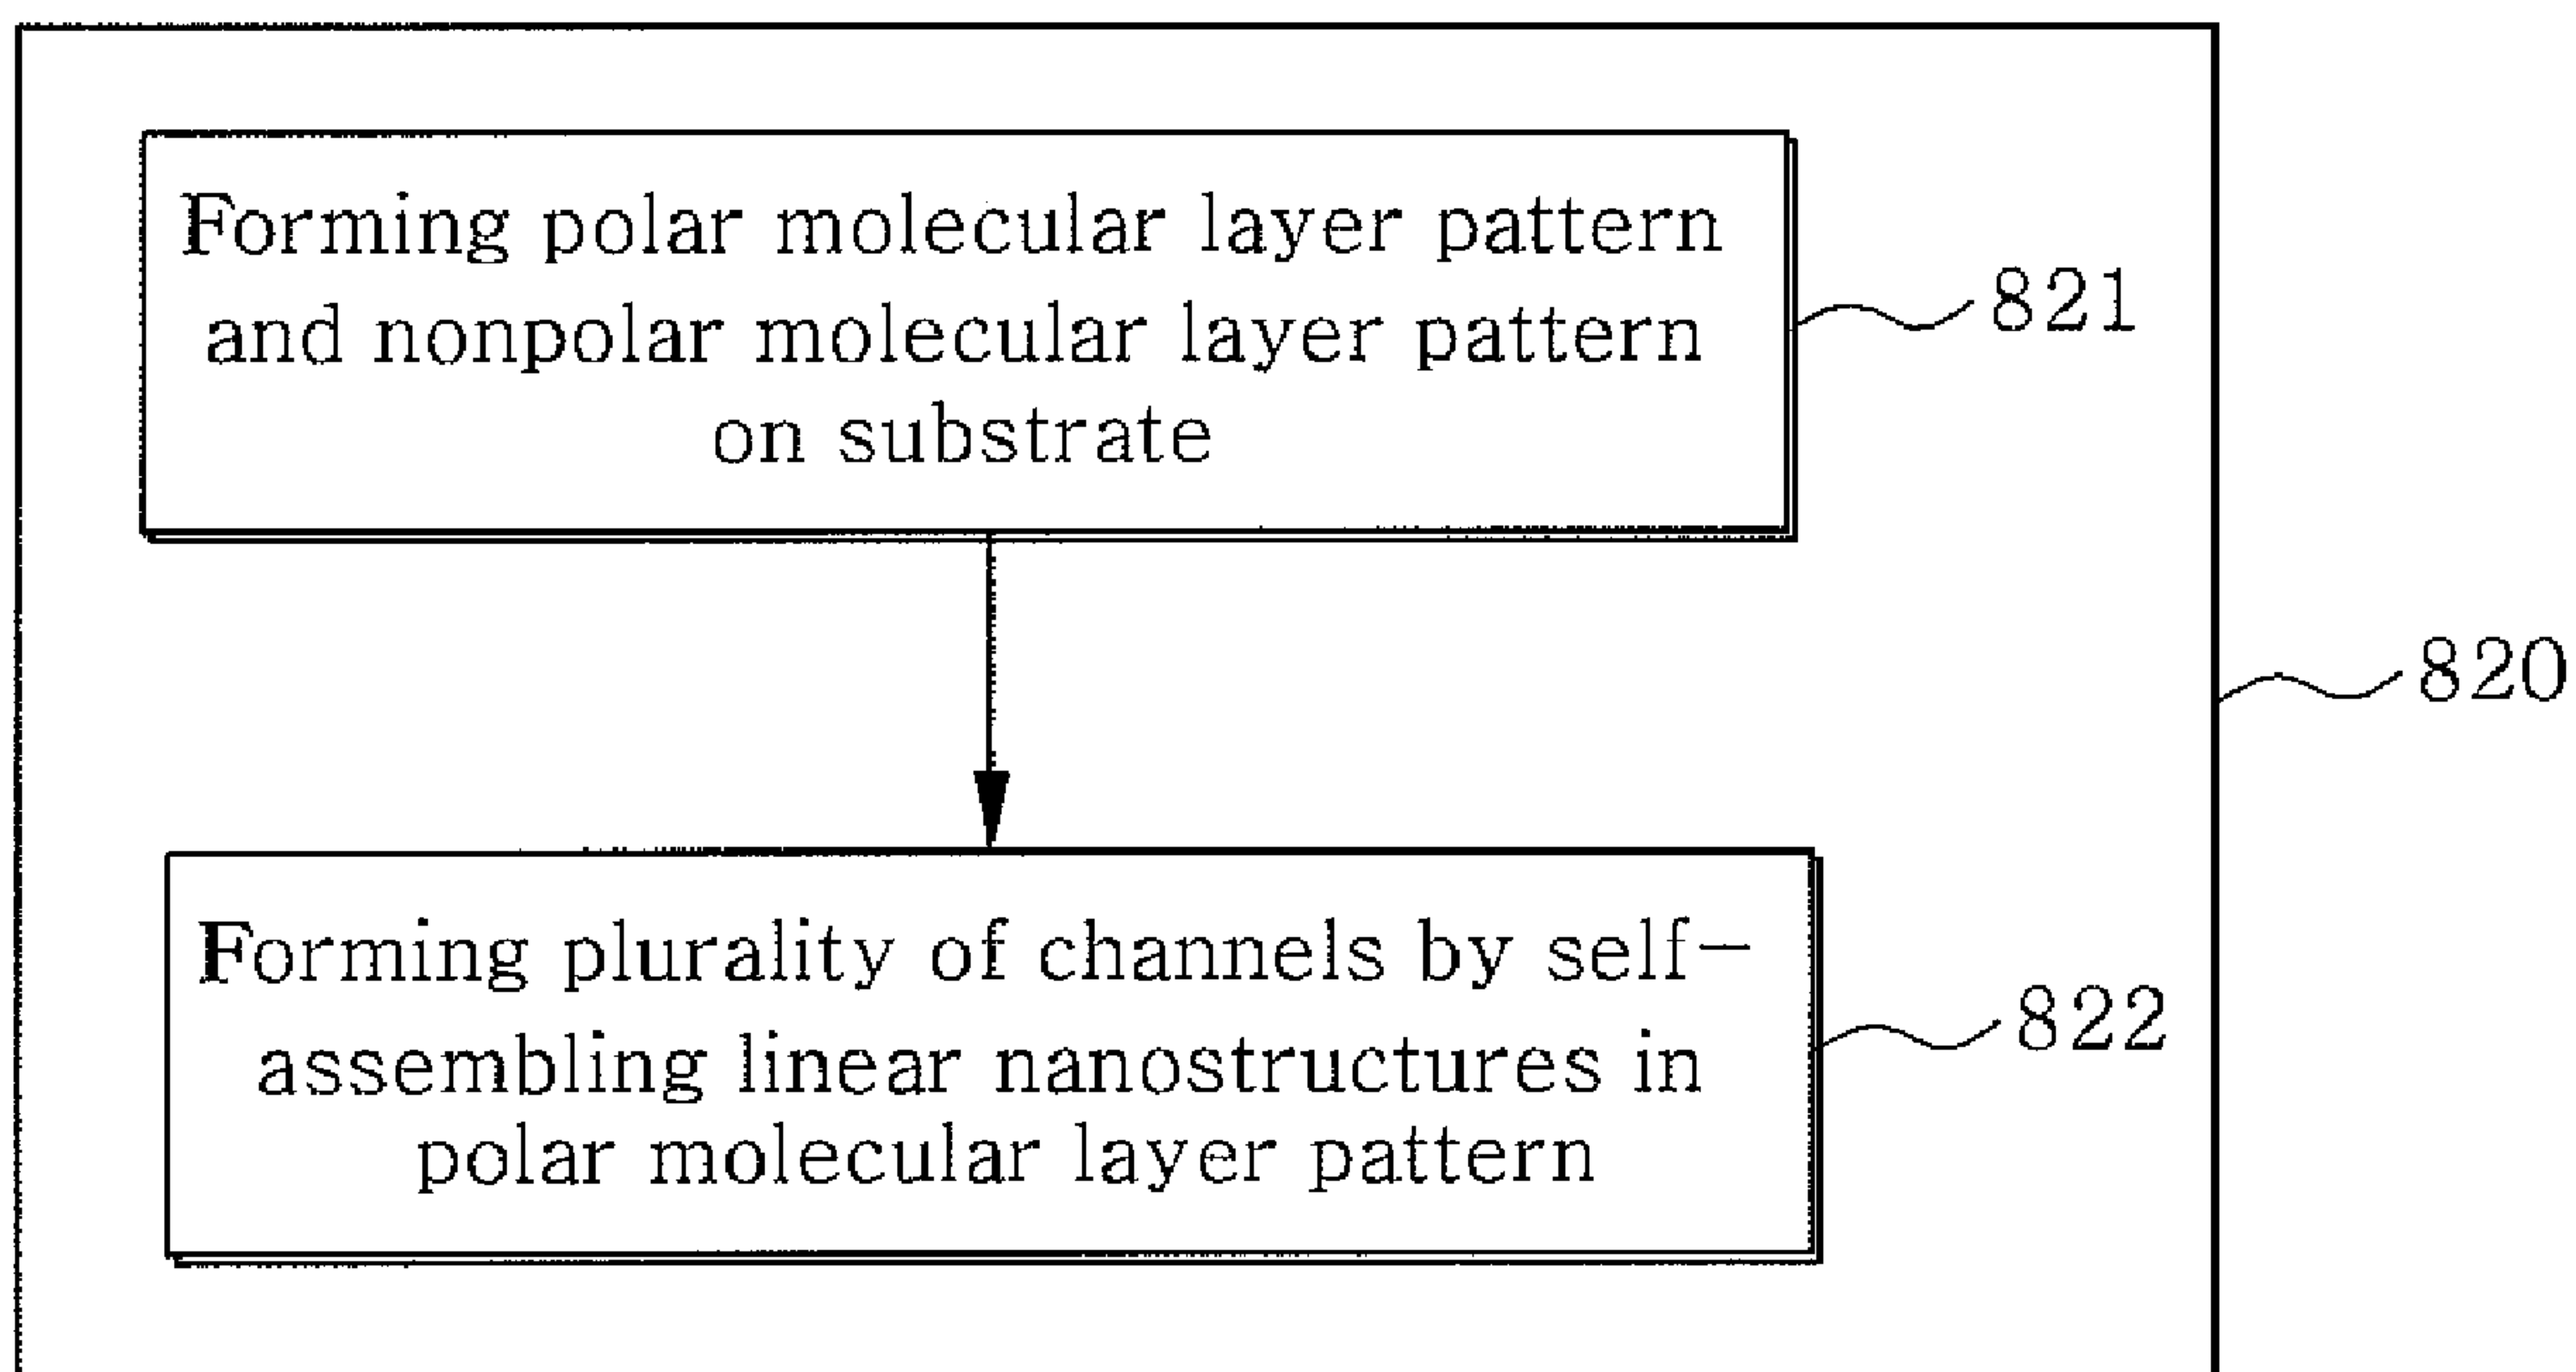 Forming polar molecular layer pattern
and nonpolar molecular layer pattern
on substrate
821
820
Forming plurality of channels by self-
assembling linear nanostructures in
polar molecular layer pattern
822